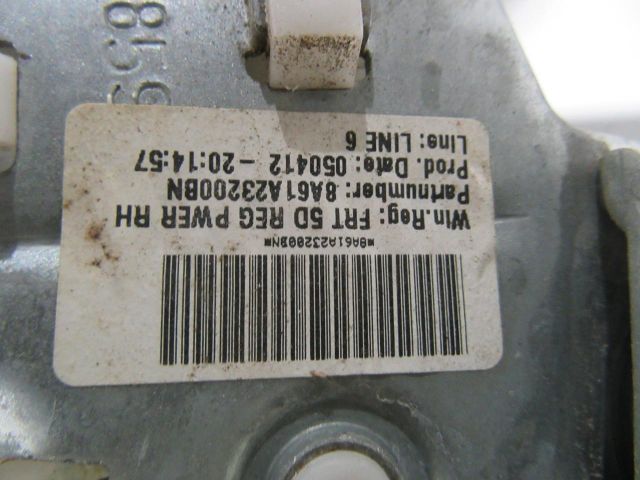 *8A61A23200BN*
Win.Reg: FRT 5D REG PWER RH
Partnumber: 8A61A23200BN
Prod. Date: 050412 - 20:14:57
Line: LINE 6